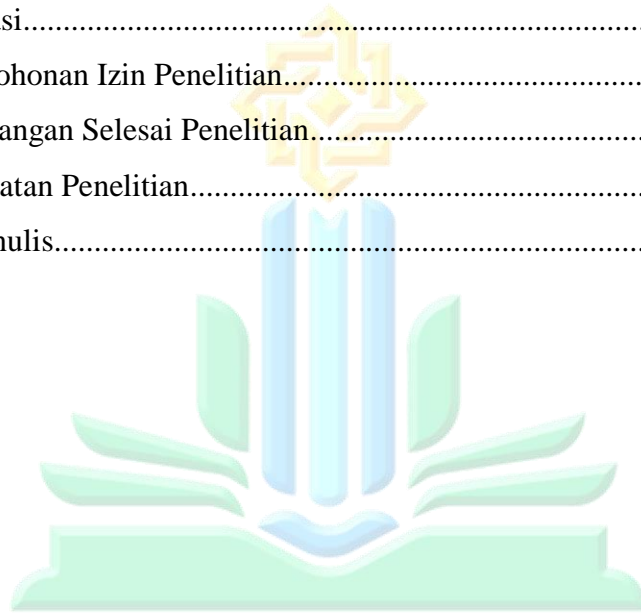 si......................................................................
ohonan Izin Penelitian.......................................
angan Selesai Penelitian...................................
atan Penelitian...................................................
nulis..................................................................